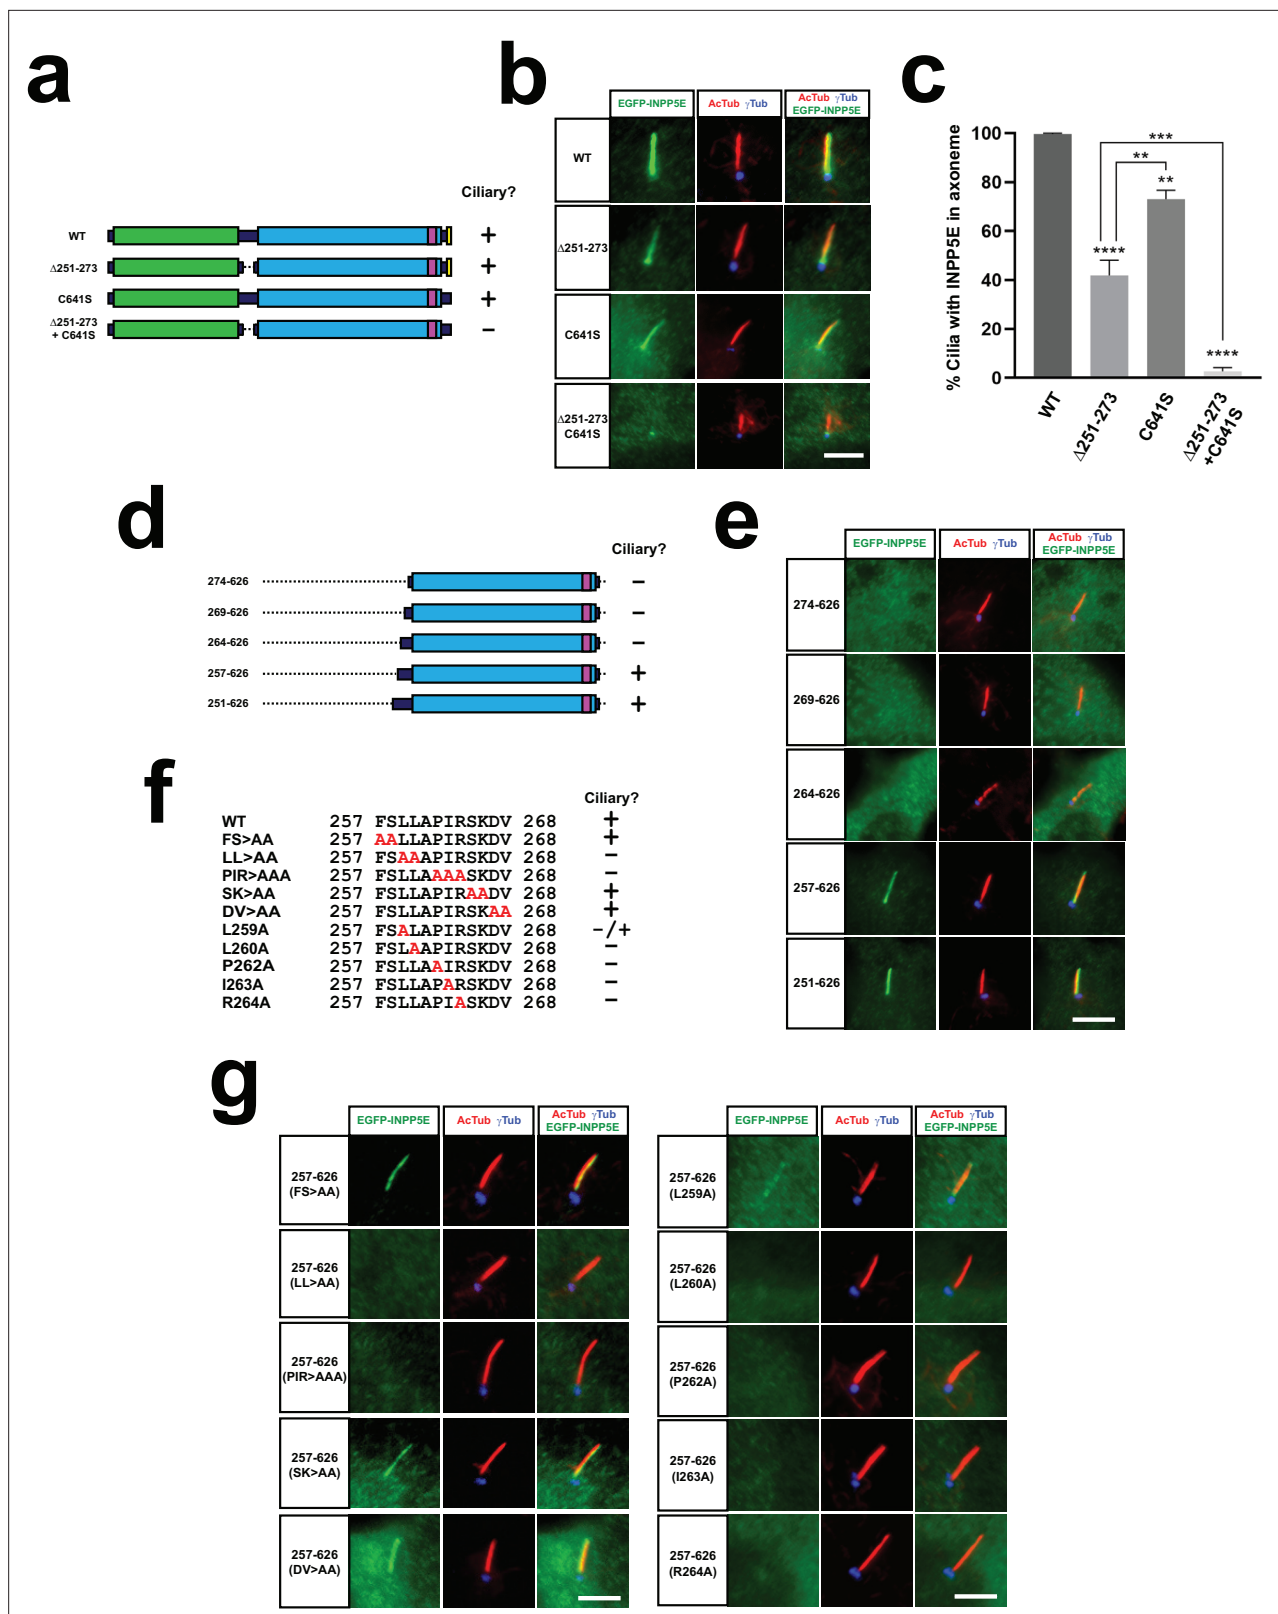 a
Ciliary?
WT +
Δ251-273 +
C641S +
Δ251-273
+ C641S −
b
EGFP-INPP5E AcTub γTub AcTub γTub
EGFP-INPP5E
WT
Δ251-273
C641S
Δ251-273
C641S
c
% Cilia with INPP5E in axoneme
100
80
60
40
20
0
***
**
**
****
****
WT
Δ251-273
C641S
Δ251-273
+C641S
d
Ciliary?
274-626 −
269-626 −
264-626 −
257-626 +
251-626 +
e
EGFP-INPP5E AcTub γTub AcTub γTub
EGFP-INPP5E
274-626
269-626
264-626
257-626
251-626
f
Ciliary?
WT 257 FSLLAPIRSKDV 268 +
FS>AA 257 AALLAPIRSKDV 268 +
LL>AA 257 FSAAAPIRSKDV 268 −
PIR>AAA 257 FSLLAAAASKDV 268 −
SK>AA 257 FSLLAPIRAADV 268 +
DV>AA 257 FSLLAPIRSKAA 268 +
L259A 257 FSALAPIRSKDV 268 −/+
L260A 257 FSLAAPIRSKDV 268 −
P262A 257 FSLLAAIRSKDV 268 −
I263A 257 FSLLAPARSKDV 268 −
R264A 257 FSLLAPIASKDV 268 −
g
EGFP-INPP5E AcTub γTub AcTub γTub
EGFP-INPP5E
257-626
(FS>AA)
257-626
(LL>AA)
257-626
(PIR>AAA)
257-626
(SK>AA)
257-626
(DV>AA)
EGFP-INPP5E AcTub γTub AcTub γTub
EGFP-INPP5E
257-626
(L259A)
257-626
(L260A)
257-626
(P262A)
257-626
(I263A)
257-626
(R264A)